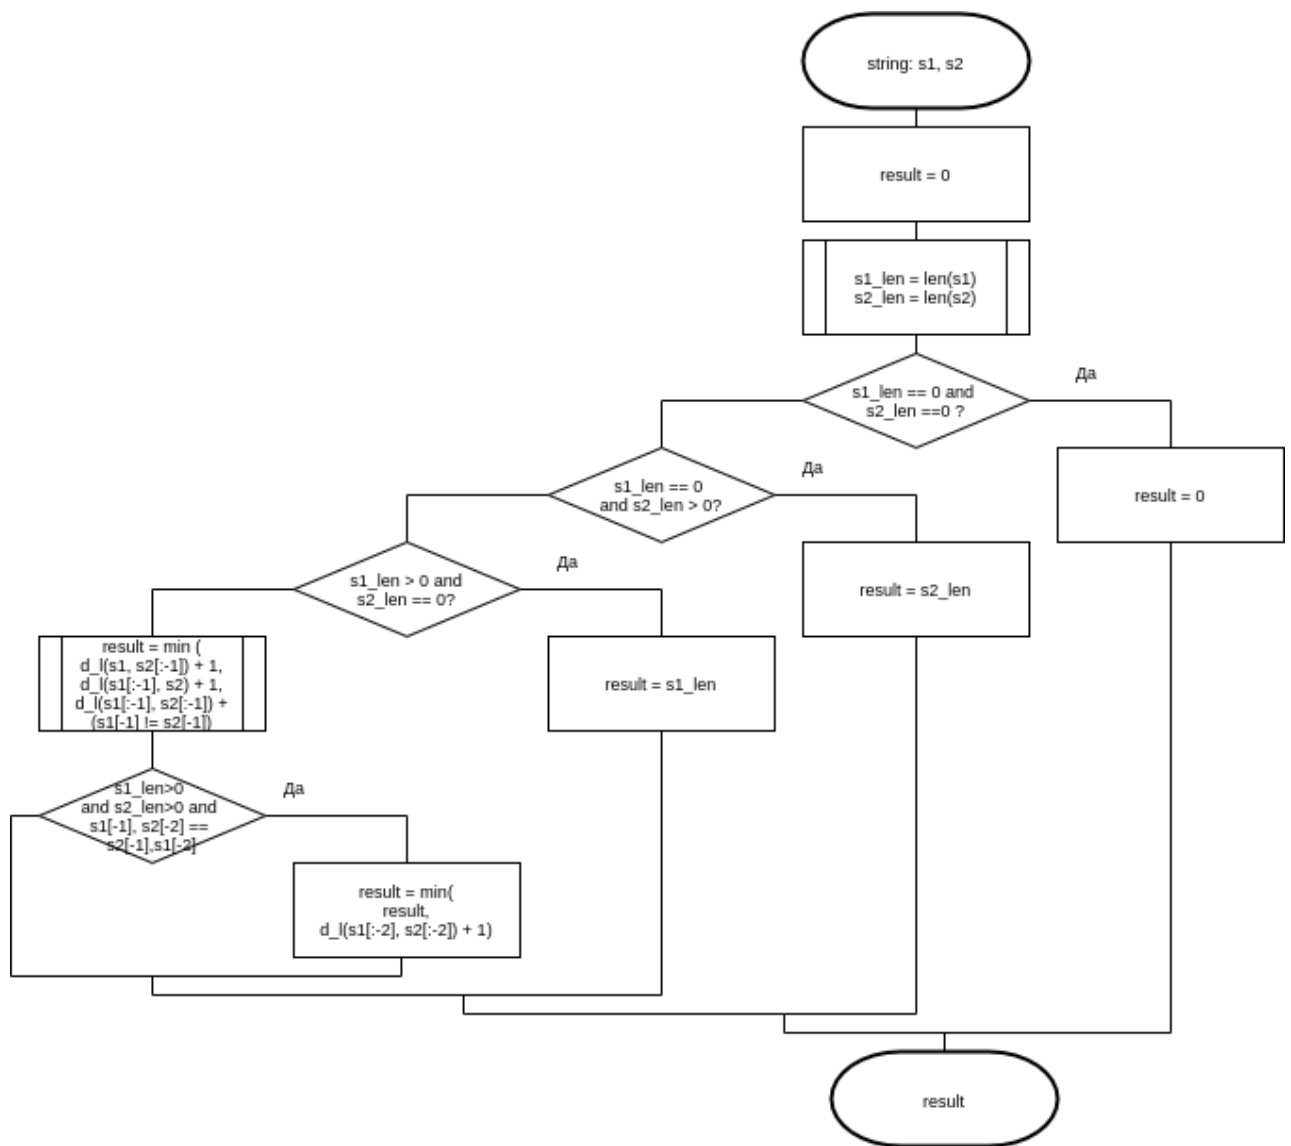 string: s1, s2
result = 0
s1_len = len(s1)
s2_len = len(s2)
Да
s1_len == 0 and
s2_len ==0 ?
Да
s1_len == 0
and s2_len > 0?
result = 0
Да
s1_len > 0 and
s2_len == 0?
result = s2_len
result = min (
d_l(s1, s2[:-1]) + 1,
d_l(s1[:-1], s2) + 1,
d_l(s1[:-1], s2[:-1]) +
(s1[-1] != s2[-1])
result = s1_len
Да
s1_len>0
and s2_len>0 and
s1[-1], s2[-2] ==
s2[-1],s1[-2]
result = min(
result,
d_l(s1[:-2], s2[:-2]) + 1)
result